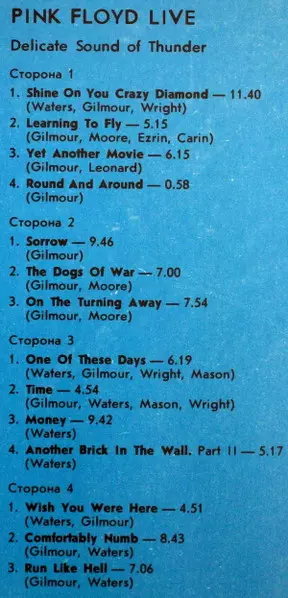 PINK FLOYD LIVE
Delicate Sound of Thunder
Сторона 1
1. Shine On You Crazy Diamond — 11.40
(Waters, Gilmour, Wright)
2. Learning To Fly — 5.15
(Gilmour, Moore, Ezrin, Carin)
3. Yet Another Movie — 6.15
(Gilmour, Leonard)
4. Round And Around — 0.58
(Gilmour)
Сторона 2
1. Sorrow — 9.46
(Gilmour)
2. The Dogs Of War — 7.00
(Gilmour, Moore)
3. On The Turning Away — 7.54
(Gilmour, Moore)
Сторона 3
1. One Of These Days — 6.19
(Waters, Gilmour, Wright, Mason)
2. Time — 4.54
(Gilmour, Waters, Mason, Wright)
3. Money — 9.42
(Waters)
4. Another Brick In The Wall. Part II — 5.17
(Waters)
Сторона 4
1. Wish You Were Here — 4.51
(Waters, Gilmour)
2. Comfortably Numb — 8.43
(Gilmour, Waters)
3. Run Like Hell — 7.06
(Gilmour, Waters)